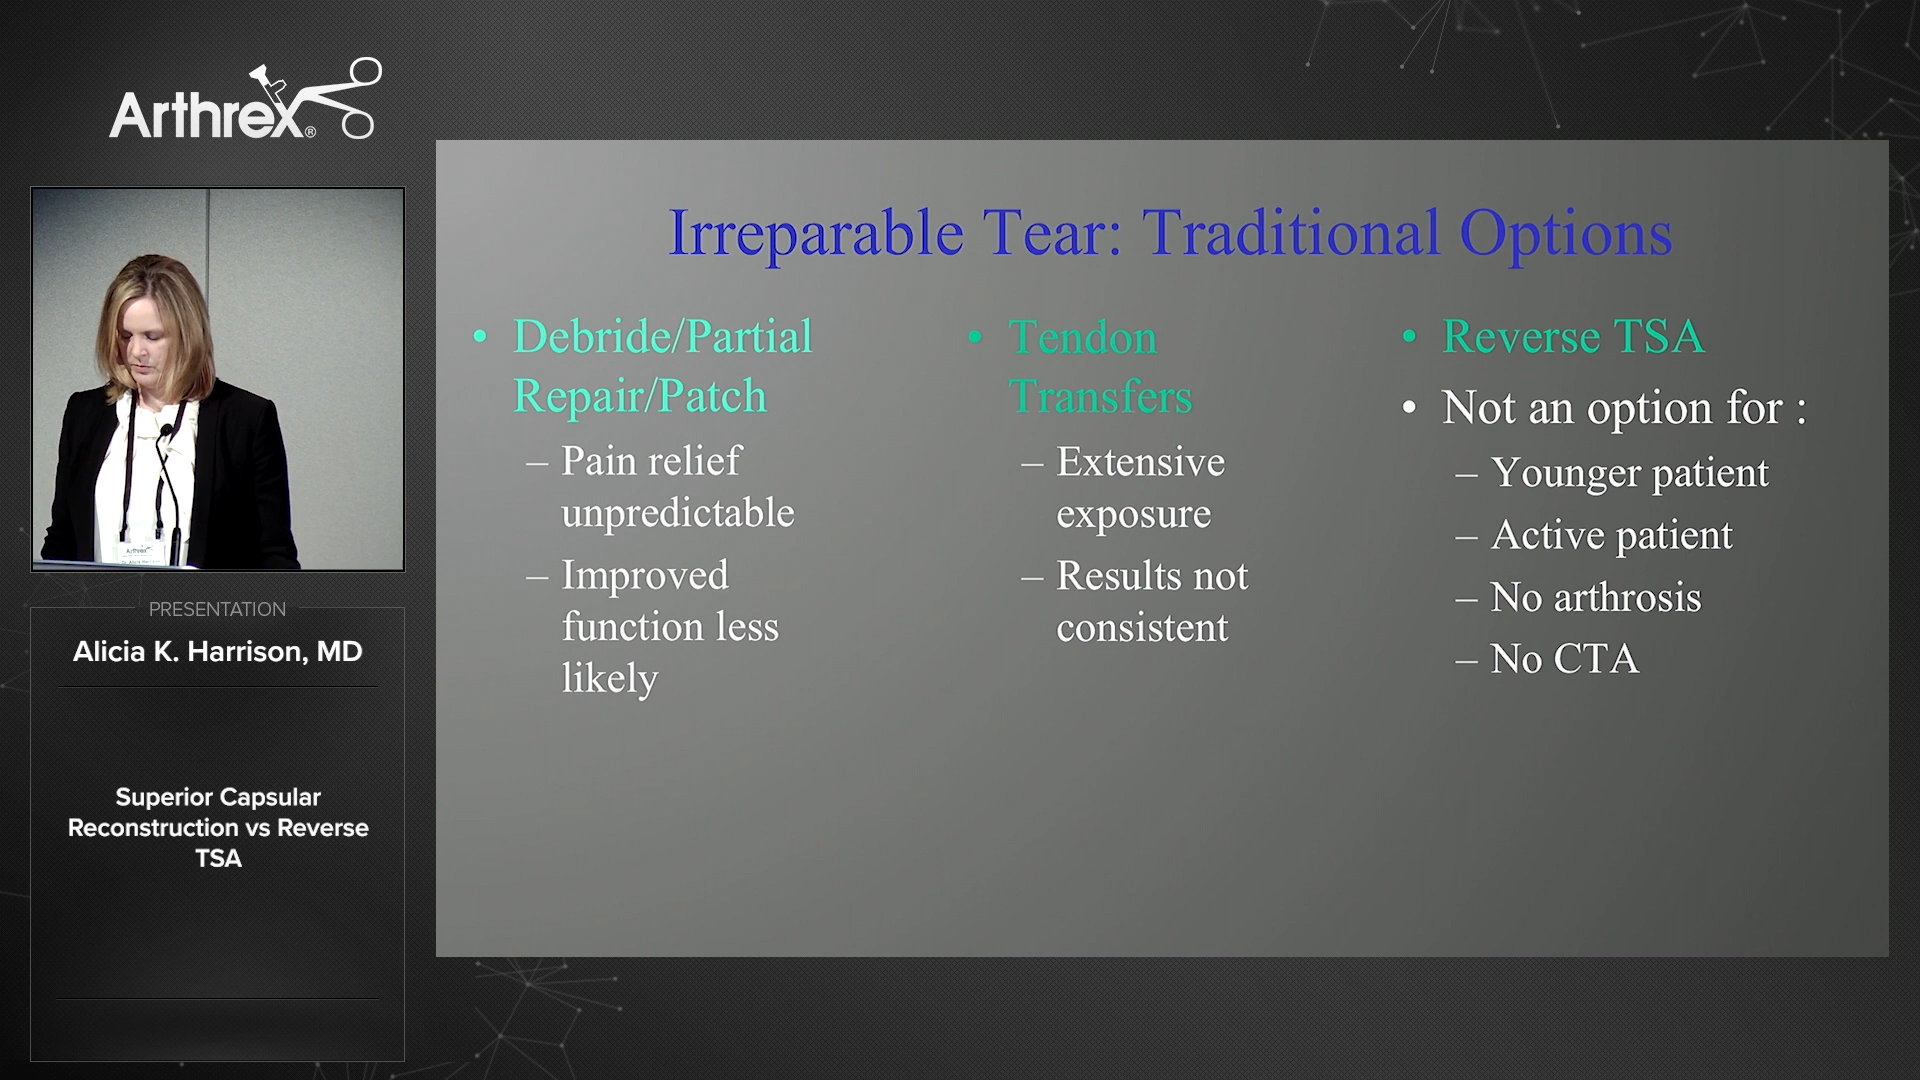 Arthrex®
Arthrex
PRESENTATION
Alicia K. Harrison, MD
Superior Capsular
Reconstruction vs Reverse
TSA
Irreparable Tear: Traditional Options
• Debride/Partial
Repair/Patch
– Pain relief
unpredictable
– Improved
function less
likely
• Tendon
Transfers
– Extensive
exposure
– Results not
consistent
• Reverse TSA
• Not an option for :
– Younger patient
– Active patient
– No arthrosis
– No CTA